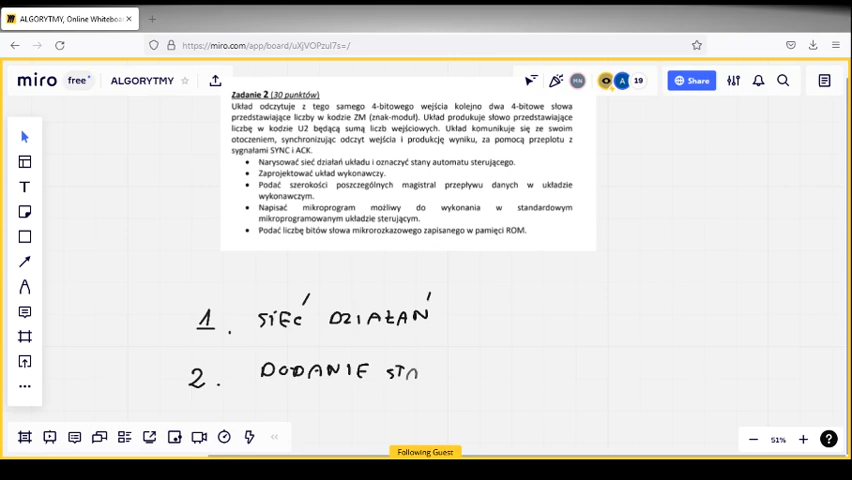 ALGORYTMY, Online Whiteboa
https://miro.com/app/board/uXjVOPzuI7s=/
miro free ALGORYTMY MN A 19 Share
Zadanie 2 (30 punktów)
Układ odczytuje z tego samego 4-bitowego wejścia kolejno dwa 4-bitowe słowa
przedstawiające liczby w kodzie ZM (znak-moduł). Układ produkuje słowo przedstawiające
liczbę w kodzie U2 będącą sumą liczb wejściowych. Układ komunikuje się ze swoim
otoczeniem, synchronizując odczyt wejścia i produkcję wyniku, za pomocą przeplotu z
sygnałami SYNC i ACK.
• Narysować sieć działań układu i oznaczyć stany automatu sterującego.
• Zaprojektować układ wykonawczy.
• Podać szerokości poszczególnych magistral przepływu danych w układzie
wykonawczym.
• Napisać mikroprogram możliwy do wykonania w standardowym
mikroprogramowanym układzie sterującym.
• Podać liczbę bitów słowa mikrorozkazowego zapisanego w pamięci ROM.
1. SIEĆ DZIAŁAŃ
2. DODANIE STA
51%
Following Guest